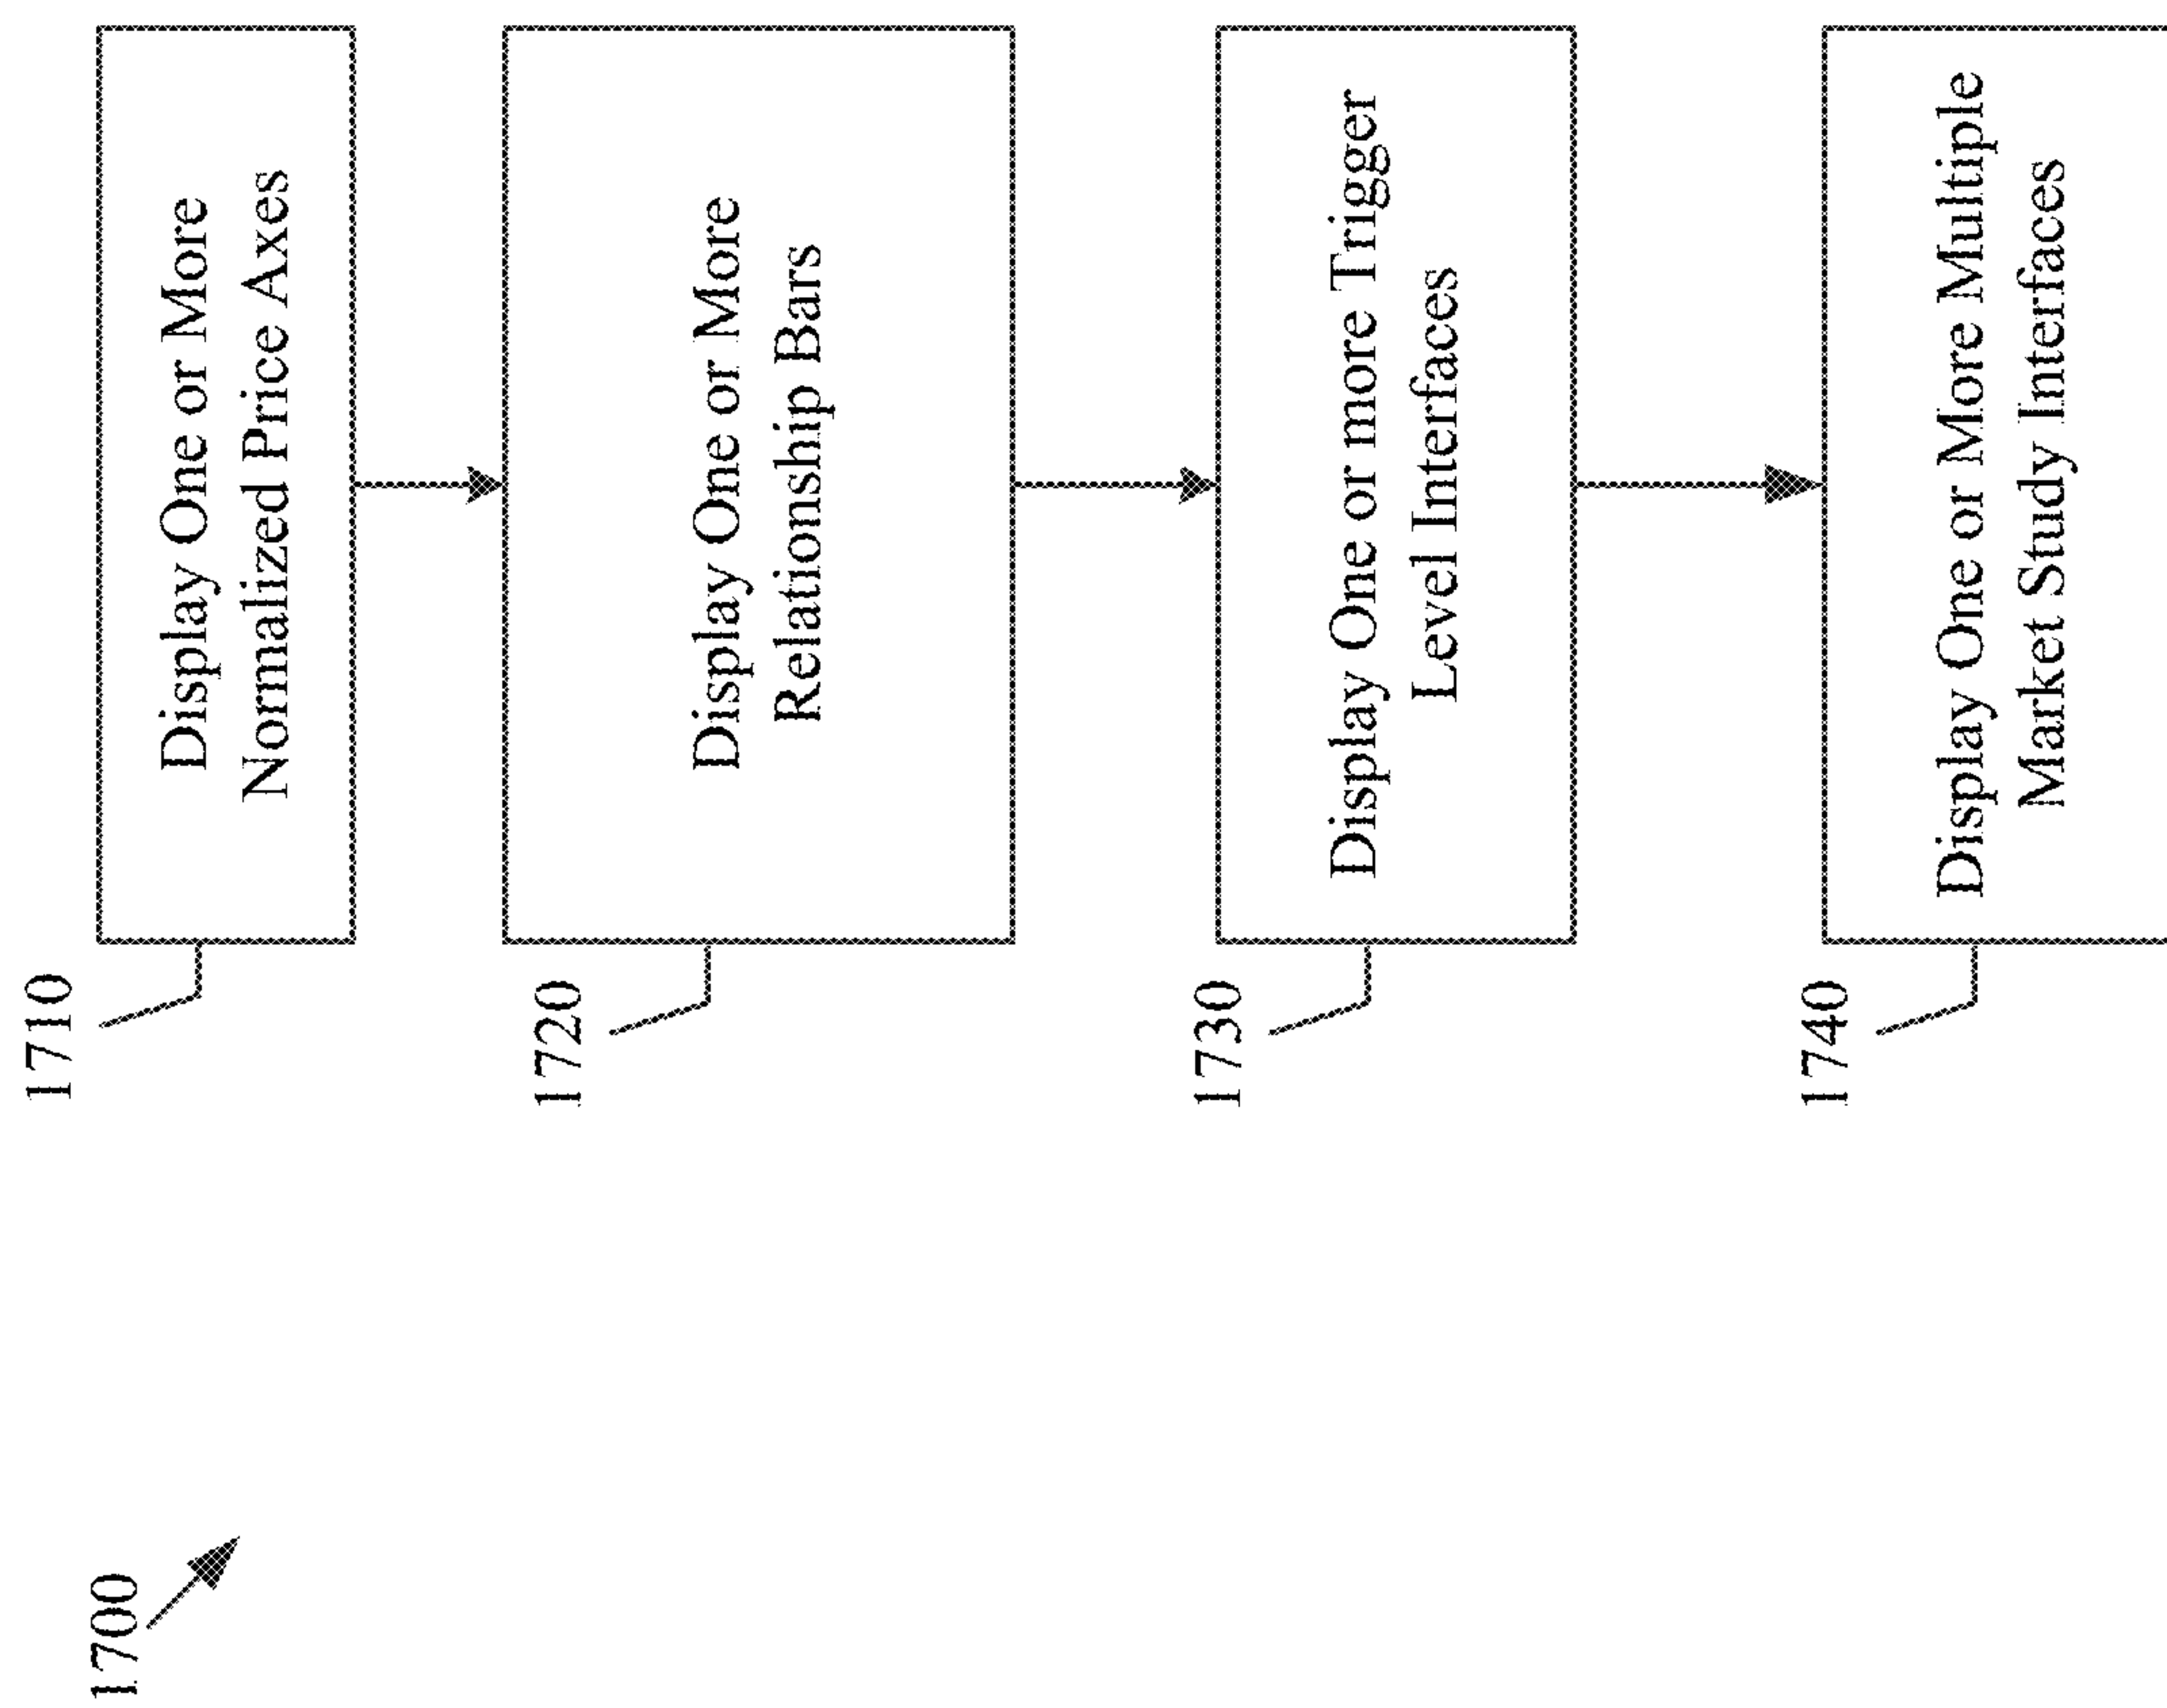 1700
1710
Display One or More
Normalized Price Axes
1720
Display One or More
Relationship Bars
1730
Display One or more Trigger
Level Interfaces
1740
Display One or More Multiple
Market Study Interfaces